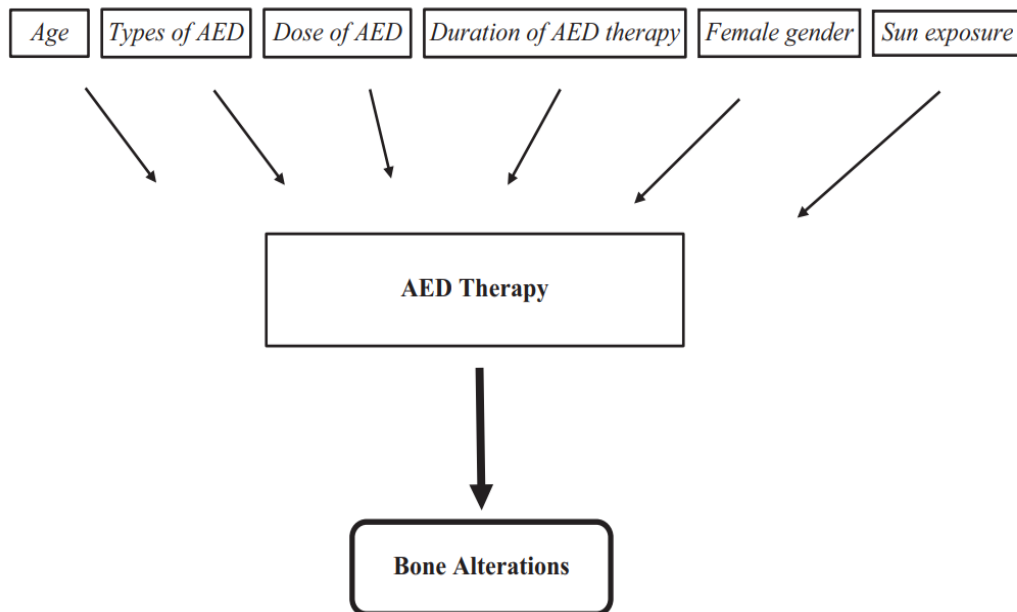 Age
Types of AED
Dose of AED
Duration of AED therapy
Female gender
Sun exposure
AED Therapy
Bone Alterations